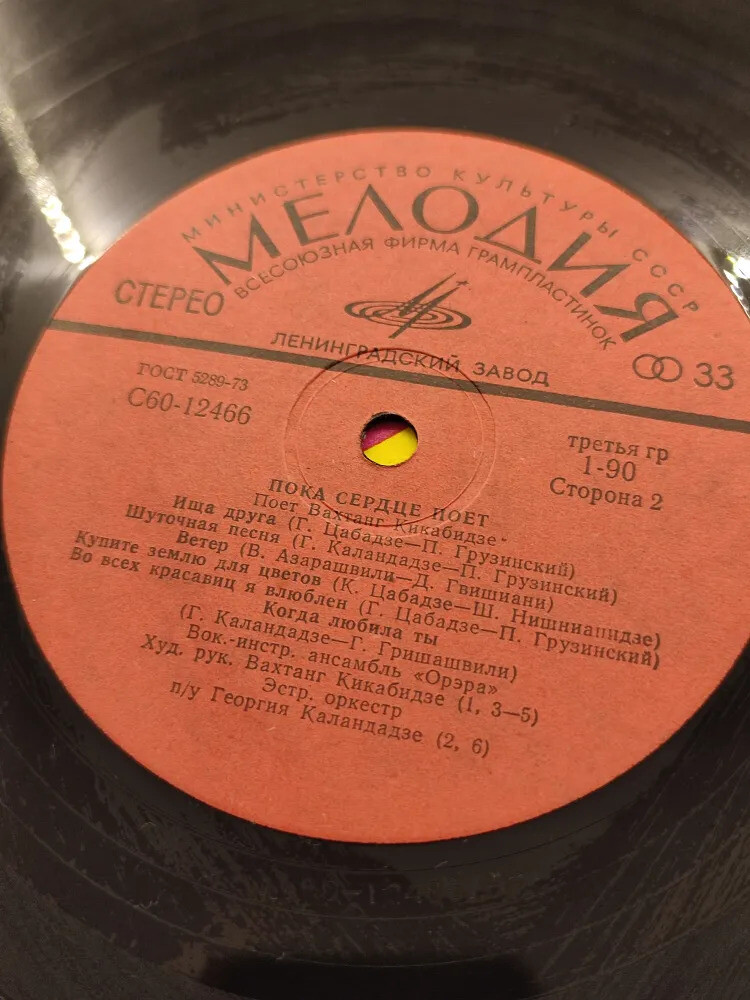 МИНИСТЕРСТВО КУЛЬТУРЫ СССР
МЕЛОДИЯ
ВСЕСОЮЗНАЯ ФИРМА ГРАМПЛАСТИНОК
СТЕРЕО
33
ЛЕНИНГРАДСКИЙ ЗАВОД
ГОСТ 5289-73
С60-12466
третья гр
1-90
Сторона 2
ПОКА СЕРДЦЕ ПОЕТ
Поет Вахтанг Кикабидзе
Ища друга (Г. Цабадзе—П. Грузинский)
Шуточная песня (Г. Каландадзе—П. Грузинский)
Ветер (В. Азарашвили—Д. Гвишиани)
Купите землю для цветов (К. Цабадзе—Ш. Нишнианидзе)
Во всех красавиц я влюблен (Г. Цабадзе—П. Грузинский)
Когда любила ты
(Г. Каландадзе—Г. Гришашвили)
Вок.-инстр. ансамбль «Орэра»
Худ. рук. Вахтанг Кикабидзе (1, 3—5)
Эстр. оркестр
п/у Георгия Каландадзе (2, 6)